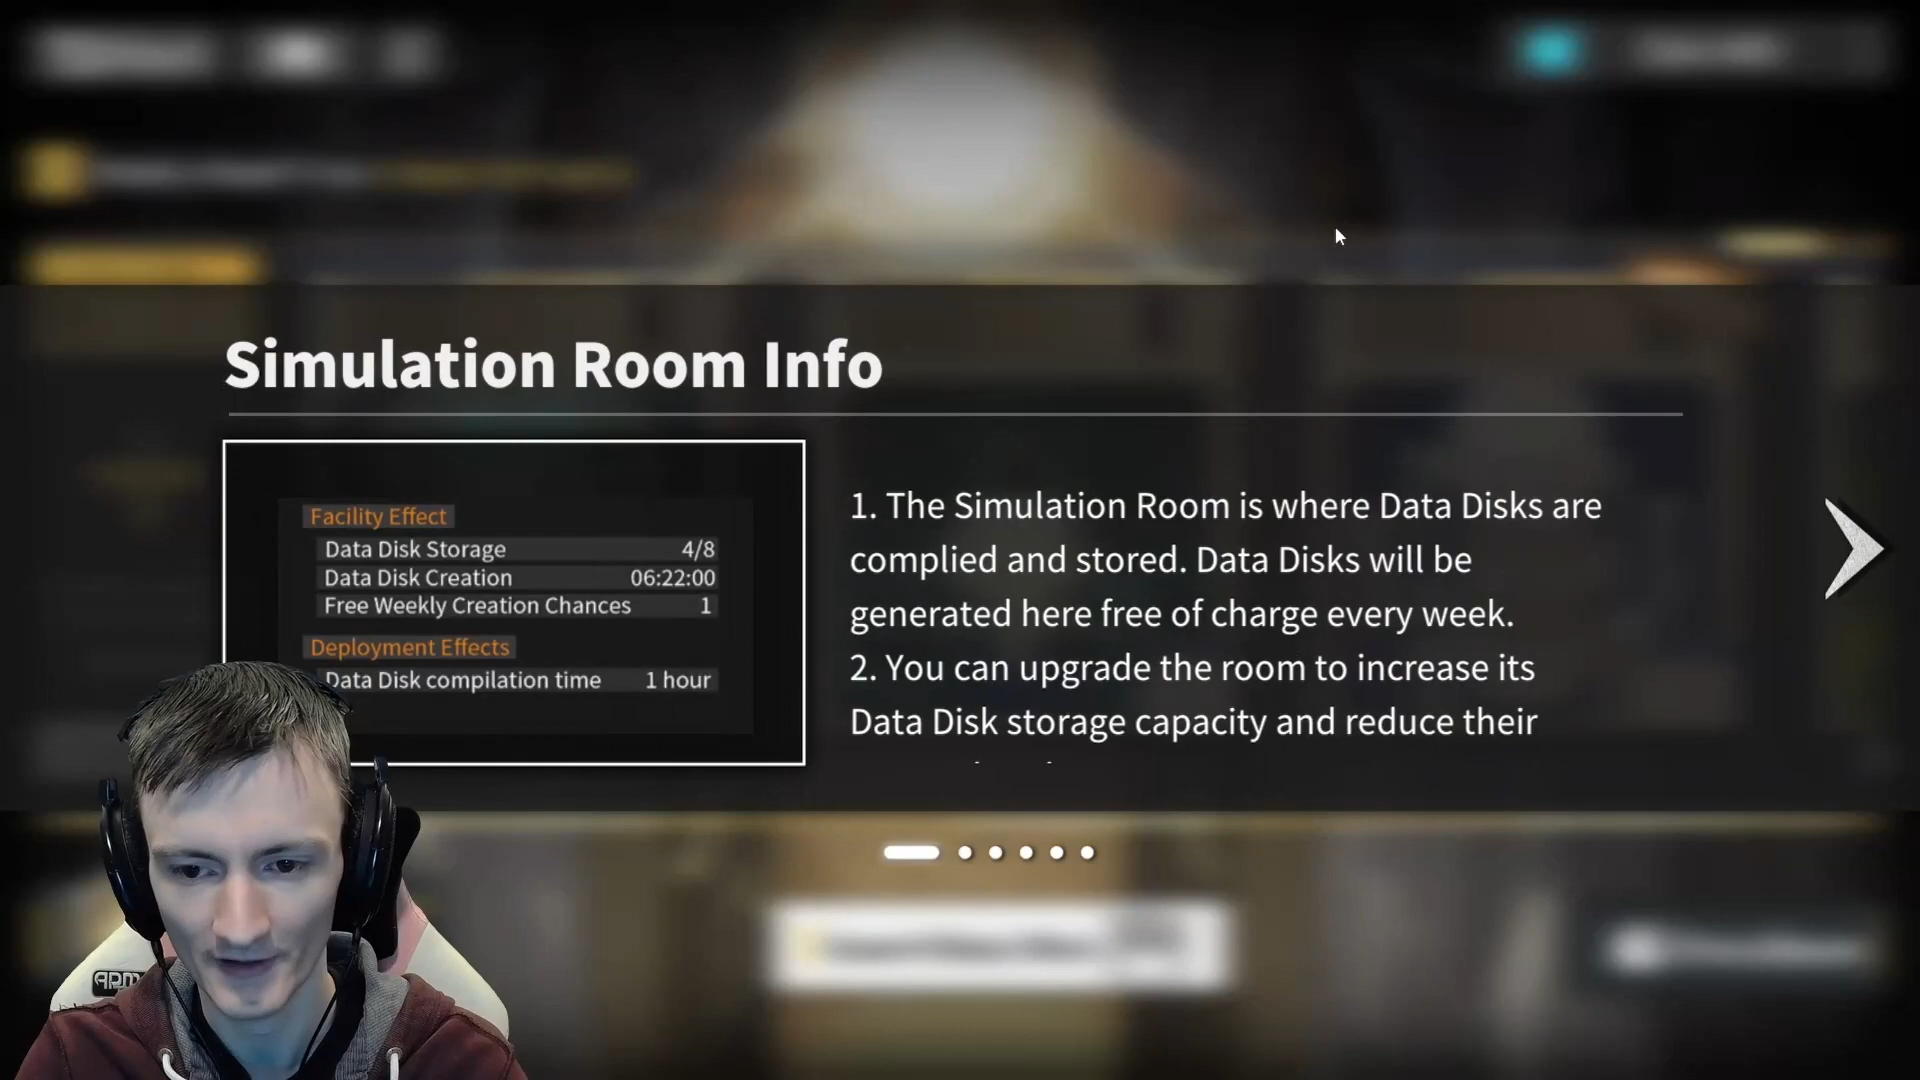 Simulation Room Info
Facility Effect
Data Disk Storage 4/8
Data Disk Creation 06:22:00
Free Weekly Creation Chances 1
Deployment Effects
Data Disk compilation time 1 hour
1. The Simulation Room is where Data Disks are
complied and stored. Data Disks will be
generated here free of charge every week.
2. You can upgrade the room to increase its
Data Disk storage capacity and reduce their